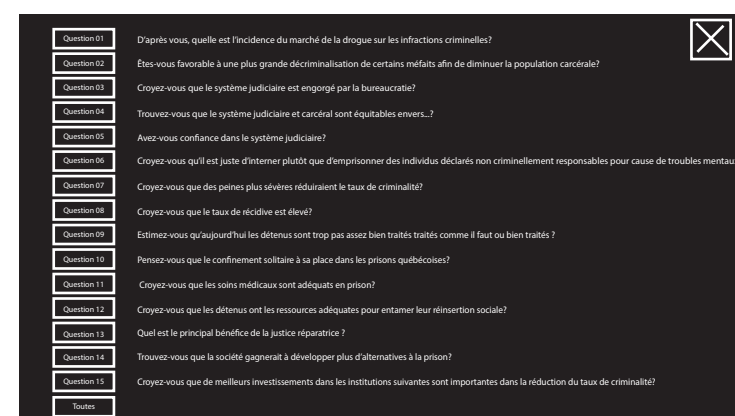 Question 01 D'après vous, quelle est l'incidence du marché de la drogue sur les infractions criminelles?
Question 02 Êtes-vous favorable à une plus grande décriminalisation de certains méfaits afin de diminuer la population carcérale?
Question 03 Croyez-vous que le système judiciaire est engorgé par la bureaucratie?
Question 04 Trouvez-vous que le système judiciaire et carcéral sont équitables envers...?
Question 05 Avez-vous confiance dans le système judiciaire?
Question 06 Croyez-vous qu'il est juste d'interner plutôt que d'emprisonner des individus déclarés non criminellement responsables pour cause de troubles mentau
Question 07 Croyez-vous que des peines plus sévères réduiraient le taux de criminalité?
Question 08 Croyez-vous que le taux de récidive est élevé?
Question 09 Estimez-vous qu'aujourd'hui les détenus sont trop pas assez bien traités traités comme il faut ou bien traités ?
Question 10 Pensez-vous que le confinement solitaire à sa place dans les prisons québécoises?
Question 11 Croyez-vous que les soins médicaux sont adéquats en prison?
Question 12 Croyez-vous que les détenus ont les ressources adéquates pour entamer leur réinsertion sociale?
Question 13 Quel est le principal bénéfice de la justice réparatrice ?
Question 14 Trouvez-vous que la société gagnerait à développer plus d'alternatives à la prison?
Question 15 Croyez-vous que de meilleurs investissements dans les institutions suivantes sont importantes dans la réduction du taux de criminalité?
Toutes